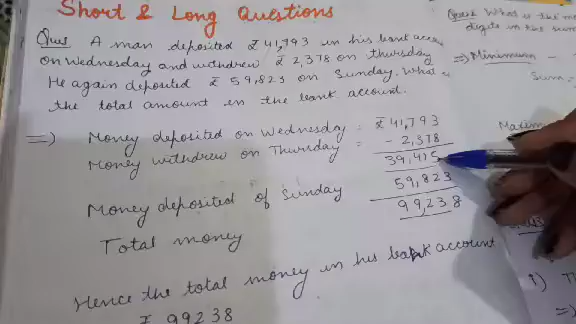 Short & Long Questions
Ques A man deposited ₹ 41,793 in his bank acco
on Wednesday and withdrew ₹ 2,378 on thursday
He again deposited ₹ 59,823 on Sunday. What
the total amount in the bank account.
=) Money deposited on Wednesday = ₹ 41,793
Money withdrew on Thursday = - 2,378
39,415
Money deposited of Sunday 59,823
Total money 99,238
Hence the total money in his bank account
₹ 99238
Ques What is the
digits in the sum
=) Minimum -
Sum
1)